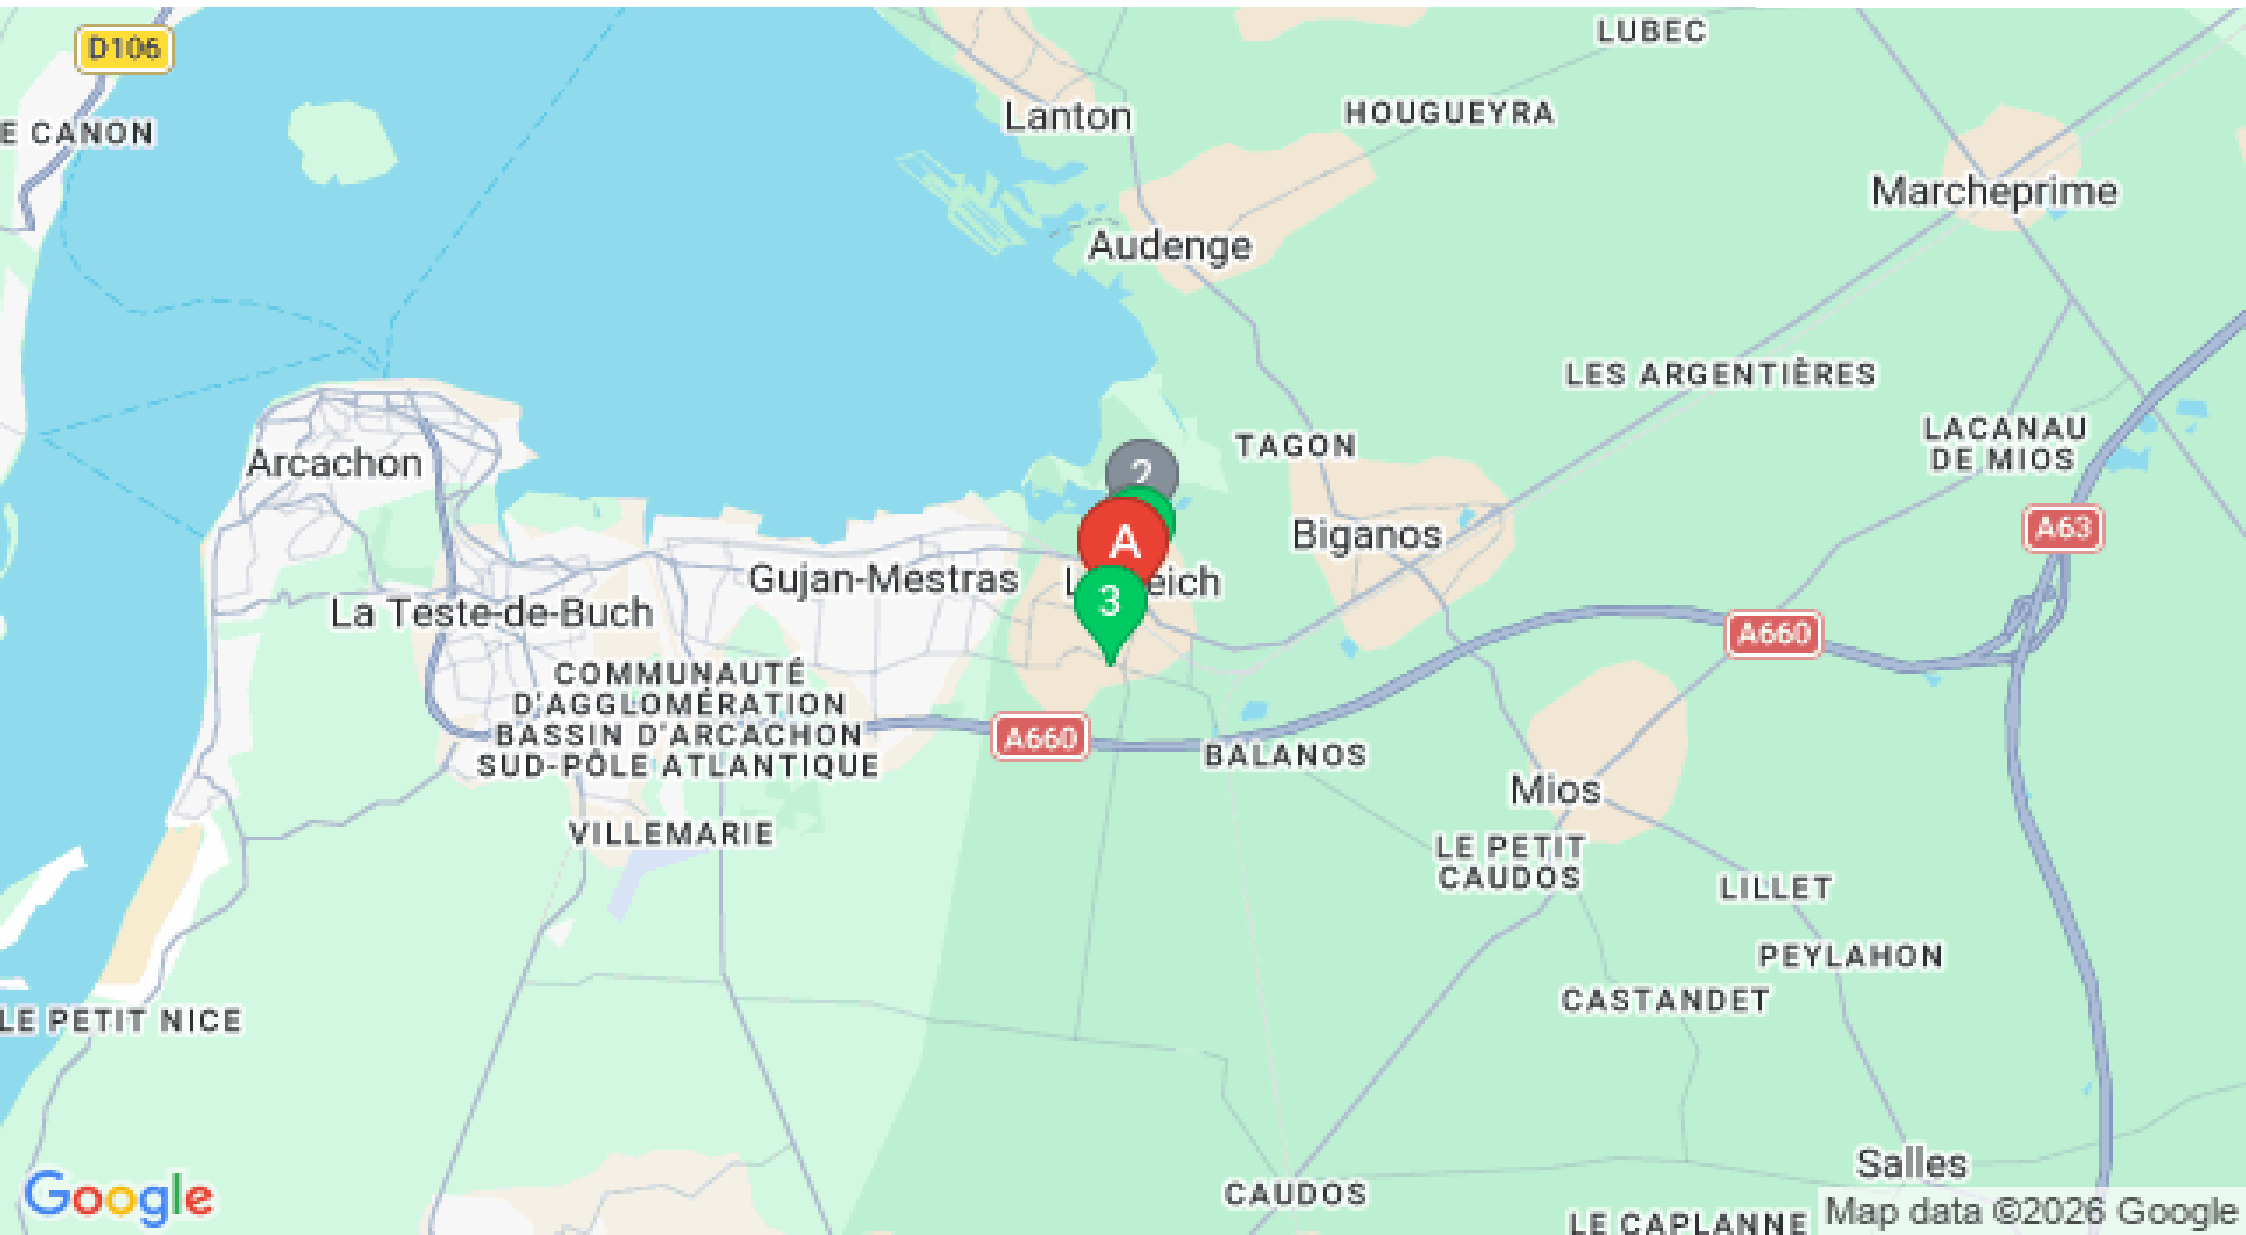 LUBEC
D106
Lanton
HOUGUEYRA
E CANON
Marcheprime
Audenge
LES ARGENTIÈRES
LACANAU
DE MIOS
TAGON
Arcachon
2
A63
Biganos
A
eich
Gujan-Mestras
3
La Teste-de-Buch
A660
COMMUNAUTÉ
D'AGGLOMÉRATION
BASSIN D'ARCACHON
SUD-PÔLE ATLANTIQUE
A660
BALANOS
Mios
VILLEMARIE
LE PETIT
CAUDOS
LILLET
PEYLAHON
CASTANDET
LE PETIT NICE
Salles
CAUDOS
Google
LE CAPLANNE
Map data ©2026 Google